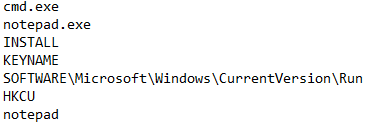 cmd.exe
notepad.exe
INSTALL
KEYNAME
SOFTWARE\Microsoft\Windows\CurrentVersion\Run
HKCU
notepad